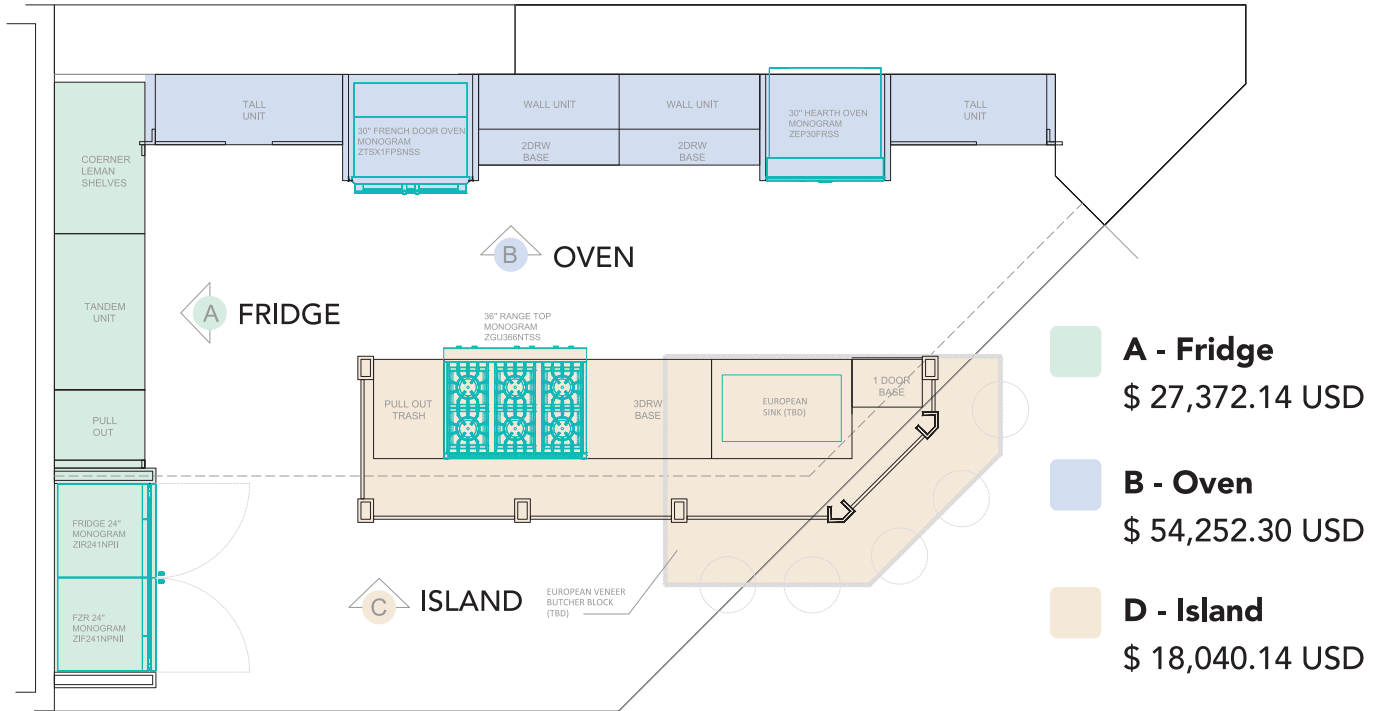 TALL
UNIT
30" FRENCH DOOR OVEN
MONOGRAM
ZTSX1FPSNSS
WALL UNIT
WALL UNIT
2DRW
BASE
2DRW
BASE
30" HEARTH OVEN
MONOGRAM
ZEP30FRSS
TALL
UNIT
COERNER
LEMAN
SHELVES
TANDEM
UNIT
PULL
OUT
FRIDGE 24"
MONOGRAM
ZIR241NPII
FZR 24"
MONOGRAM
ZIF241NPNII
B
OVEN
A
FRIDGE
36" RANGE TOP
MONOGRAM
ZGU366NTSS
PULL OUT
TRASH
3DRW
BASE
EUROPEAN
SINK (TBD)
1 DOOR
BASE
C
ISLAND
EUROPEAN VENEER
BUTCHER BLOCK
(TBD)
A - Fridge
$ 27,372.14 USD
B - Oven
$ 54,252.30 USD
D - Island
$ 18,040.14 USD